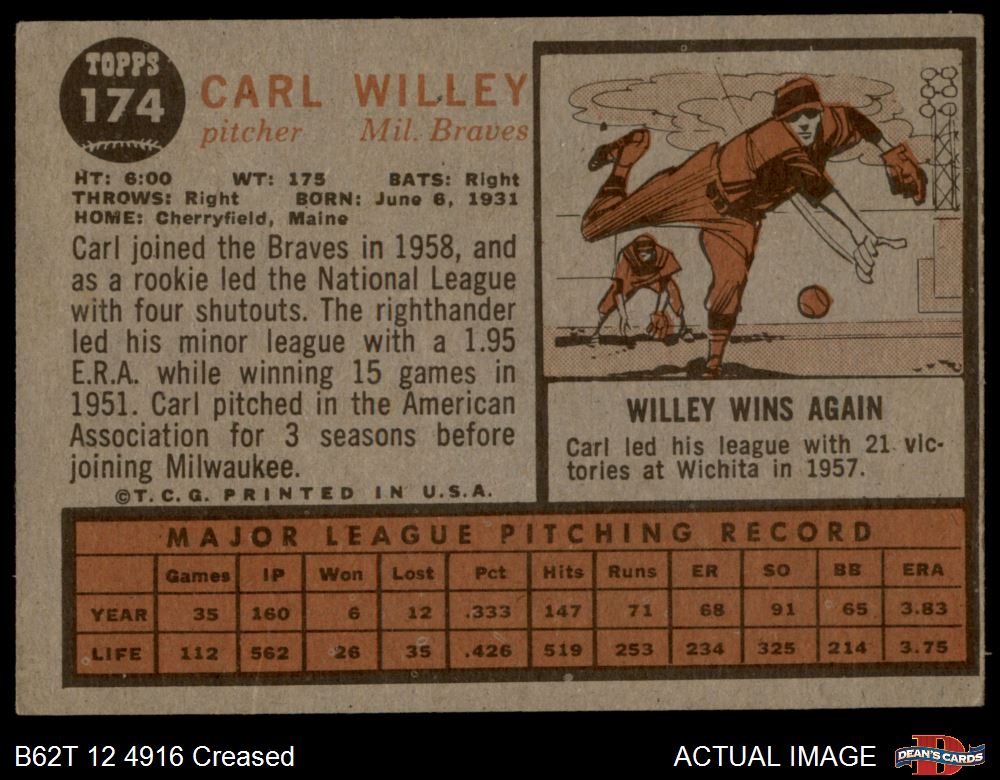 TOPPS
174
CARL WILLEY
pitcher Mil. Braves
HT: 6:00 WT: 175 BATS: Right
THROWS: Right BORN: June 6, 1931
HOME: Cherryfield, Maine
Carl joined the Braves in 1958, and
as a rookie led the National League
with four shutouts. The righthander
led his minor league with a 1.95
E.R.A. while winning 15 games in
1951. Carl pitched in the American
Association for 3 seasons before
joining Milwaukee.
©T.C.G. PRINTED IN U.S.A.
WILLEY WINS AGAIN
Carl led his league with 21 vic-
tories at Wichita in 1957.
MAJOR LEAGUE PITCHING RECORD
Games IP Won Lost Pct Hits Runs ER SO BB ERA
YEAR 35 160 6 12 .333 147 71 68 91 65 3.83
LIFE 112 562 26 35 .426 519 253 234 325 214 3.75
B62T 12 4916 Creased
ACTUAL IMAGE
DEAN'S CARDS